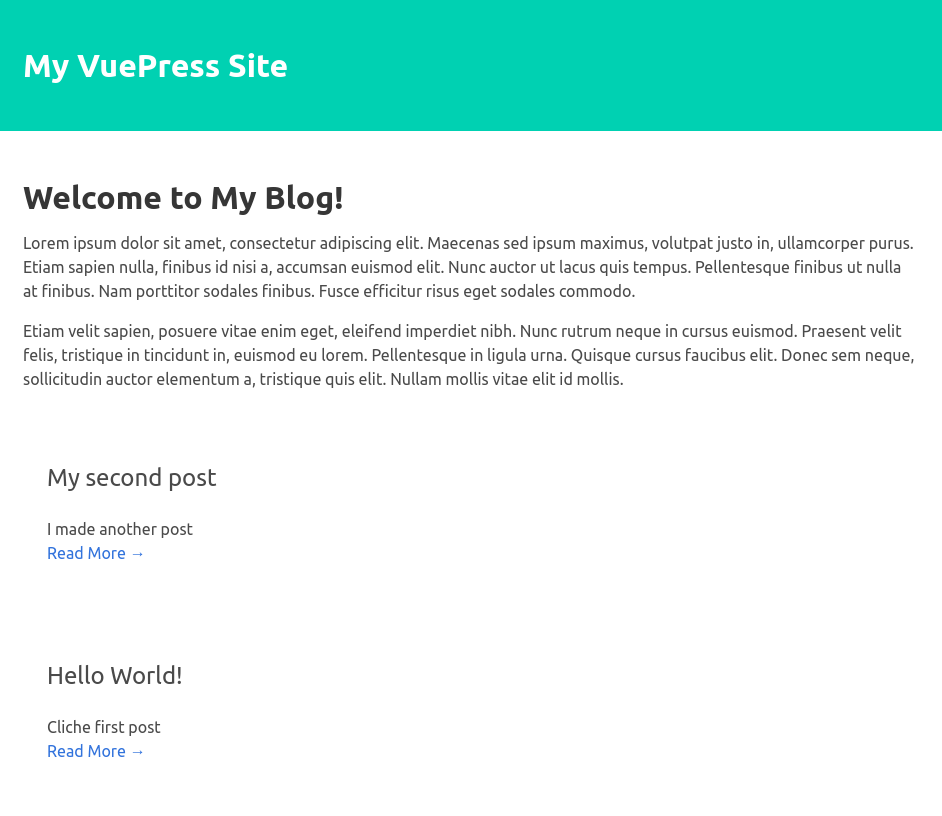 My VuePress Site
Welcome to My Blog!
Lorem ipsum dolor sit amet, consectetur adipiscing elit. Maecenas sed ipsum maximus, volutpat justo in, ullamcorper purus.
Etiam sapien nulla, finibus id nisi a, accumsan euismod elit. Nunc auctor ut lacus quis tempus. Pellentesque finibus ut nulla
at finibus. Nam porttitor sodales finibus. Fusce efficitur risus eget sodales commodo.
Etiam velit sapien, posuere vitae enim eget, eleifend imperdiet nibh. Nunc rutrum neque in cursus euismod. Praesent velit
felis, tristique in tincidunt in, euismod eu lorem. Pellentesque in ligula urna. Quisque cursus faucibus elit. Donec sem neque,
sollicitudin auctor elementum a, tristique quis elit. Nullam mollis vitae elit id mollis.
My second post
I made another post
Read More →
Hello World!
Cliche first post
Read More →